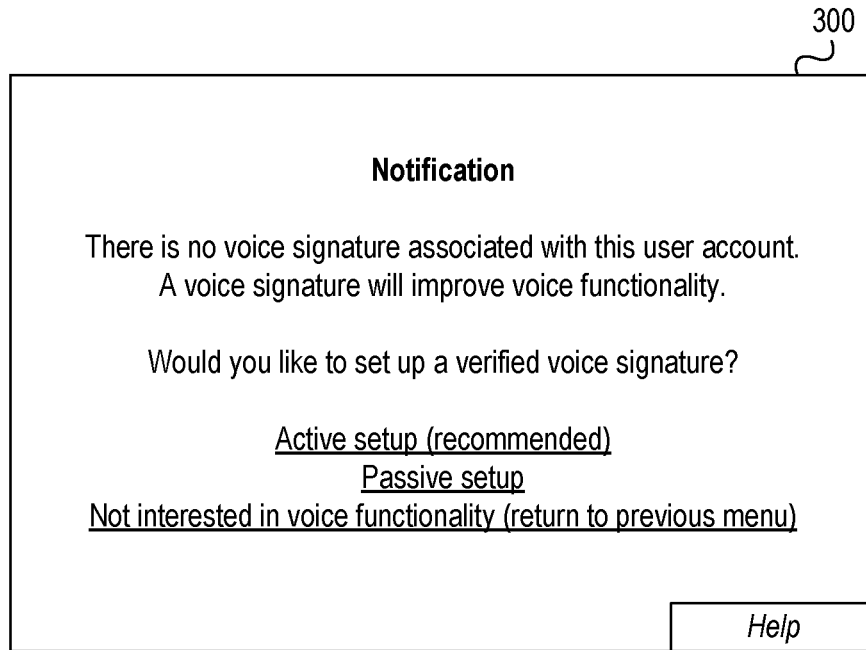 300
Notification
There is no voice signature associated with this user account.
A voice signature will improve voice functionality.
Would you like to set up a verified voice signature?
Active setup (recommended)
Passive setup
Not interested in voice functionality (return to previous menu)
Help